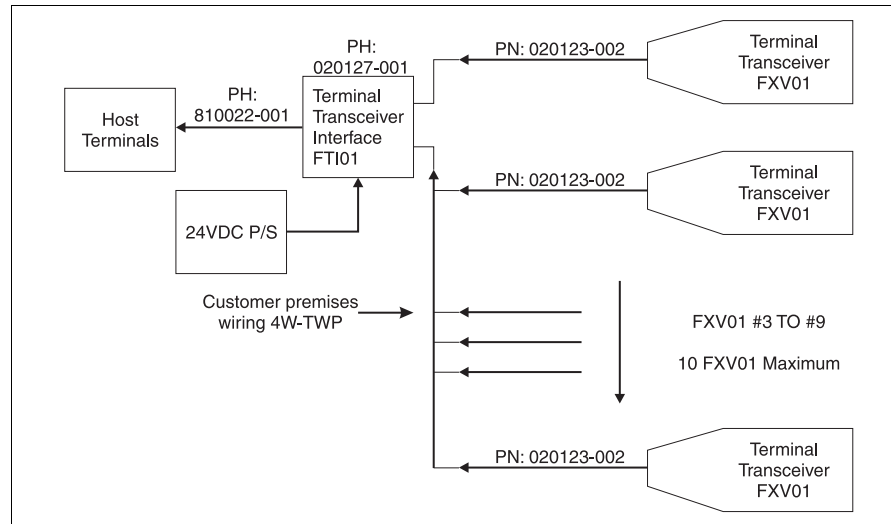 PH:
020127-001
PN: 020123-002
Terminal
Transceiver
FXV01
PH:
810022-001
Host
Terminals
Terminal
Transceiver
Interface
FTI01
PN: 020123-002
Terminal
Transceiver
FXV01
24VDC P/S
Customer premises
wiring 4W-TWP
FXV01 #3 TO #9
10 FXV01 Maximum
PN: 020123-002
Terminal
Transceiver
FXV01